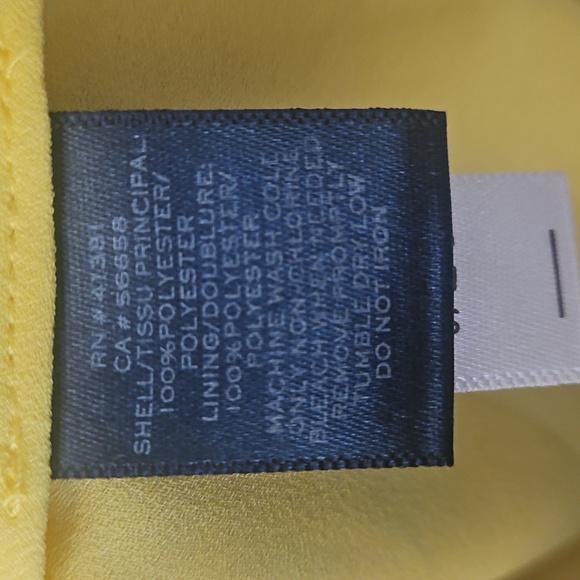 RN # 41381
CA # 56658
SHELL/TISSU PRINCIPAL:
100%POLYESTER/
POLYESTER
LINING/DOUBLURE:
100%POLYESTER/
POLYESTER
MACHINE WASH COLD
ONLY NON/CHLORINE
BLEACH WHEN NEEDED
REMOVE PROMPTLY
TUMBLE DRY LOW
DO NOT IRON